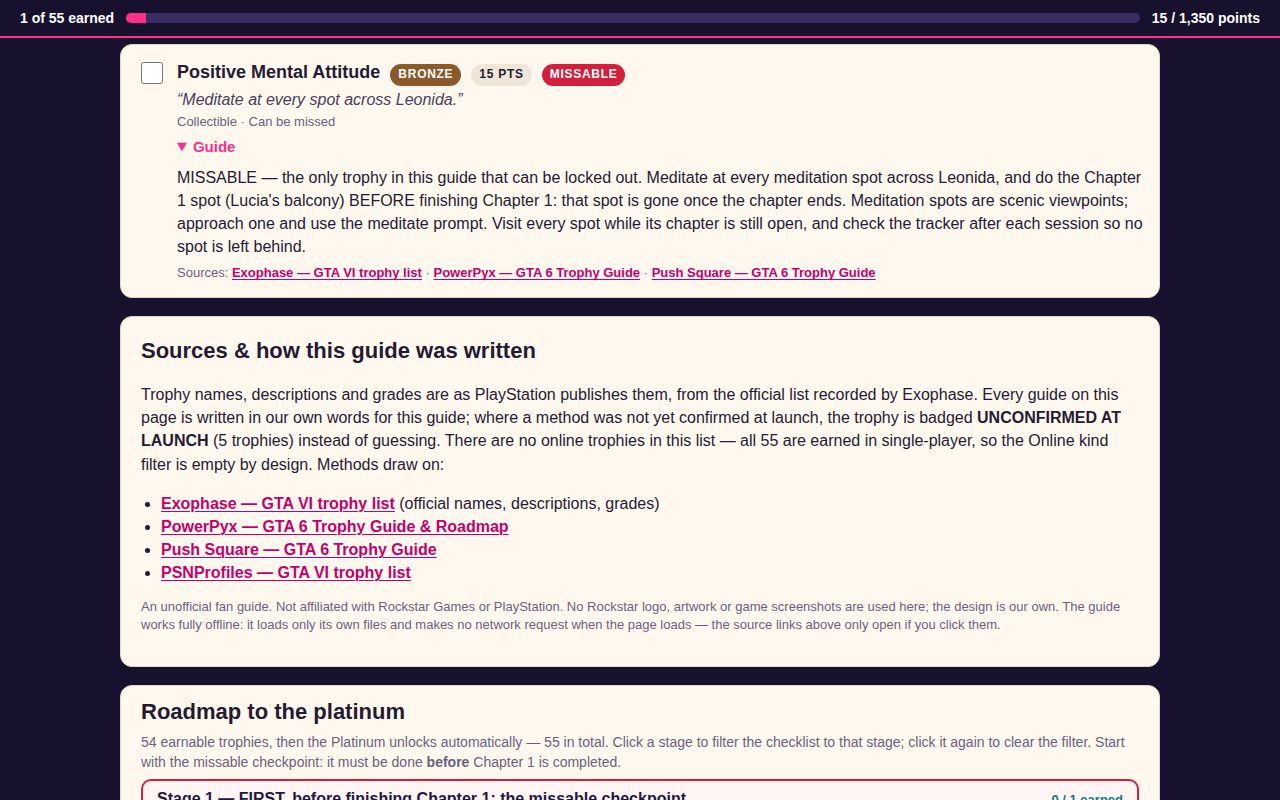 1 of 55 earned
15 / 1,350 points
Positive Mental Attitude BRONZE 15 PTS MISSABLE
“Meditate at every spot across Leonida.”
Collectible · Can be missed
▼ Guide
MISSABLE — the only trophy in this guide that can be locked out. Meditate at every meditation spot across Leonida, and do the Chapter
1 spot (Lucia's balcony) BEFORE finishing Chapter 1: that spot is gone once the chapter ends. Meditation spots are scenic viewpoints;
approach one and use the meditate prompt. Visit every spot while its chapter is still open, and check the tracker after each session so no
spot is left behind.
Sources: Exophase — GTA VI trophy list · PowerPyx — GTA 6 Trophy Guide · Push Square — GTA 6 Trophy Guide
Sources & how this guide was written
Trophy names, descriptions and grades are as PlayStation publishes them, from the official list recorded by Exophase. Every guide on this
page is written in our own words for this guide; where a method was not yet confirmed at launch, the trophy is badged UNCONFIRMED AT
LAUNCH (5 trophies) instead of guessing. There are no online trophies in this list — all 55 are earned in single-player, so the Online kind
filter is empty by design. Methods draw on:
• Exophase — GTA VI trophy list (official names, descriptions, grades)
• PowerPyx — GTA 6 Trophy Guide & Roadmap
• Push Square — GTA 6 Trophy Guide
• PSNProfiles — GTA VI trophy list
An unofficial fan guide. Not affiliated with Rockstar Games or PlayStation. No Rockstar logo, artwork or game screenshots are used here; the design is our own. The guide
works fully offline: it loads only its own files and makes no network request when the page loads — the source links above only open if you click them.
Roadmap to the platinum
54 earnable trophies, then the Platinum unlocks automatically — 55 in total. Click a stage to filter the checklist to that stage; click it again to clear the filter. Start
with the missable checkpoint: it must be done before Chapter 1 is completed.
Stage 1 — FIRST, before finishing Chapter 1: the missable checkpoint
0 / 1 earned